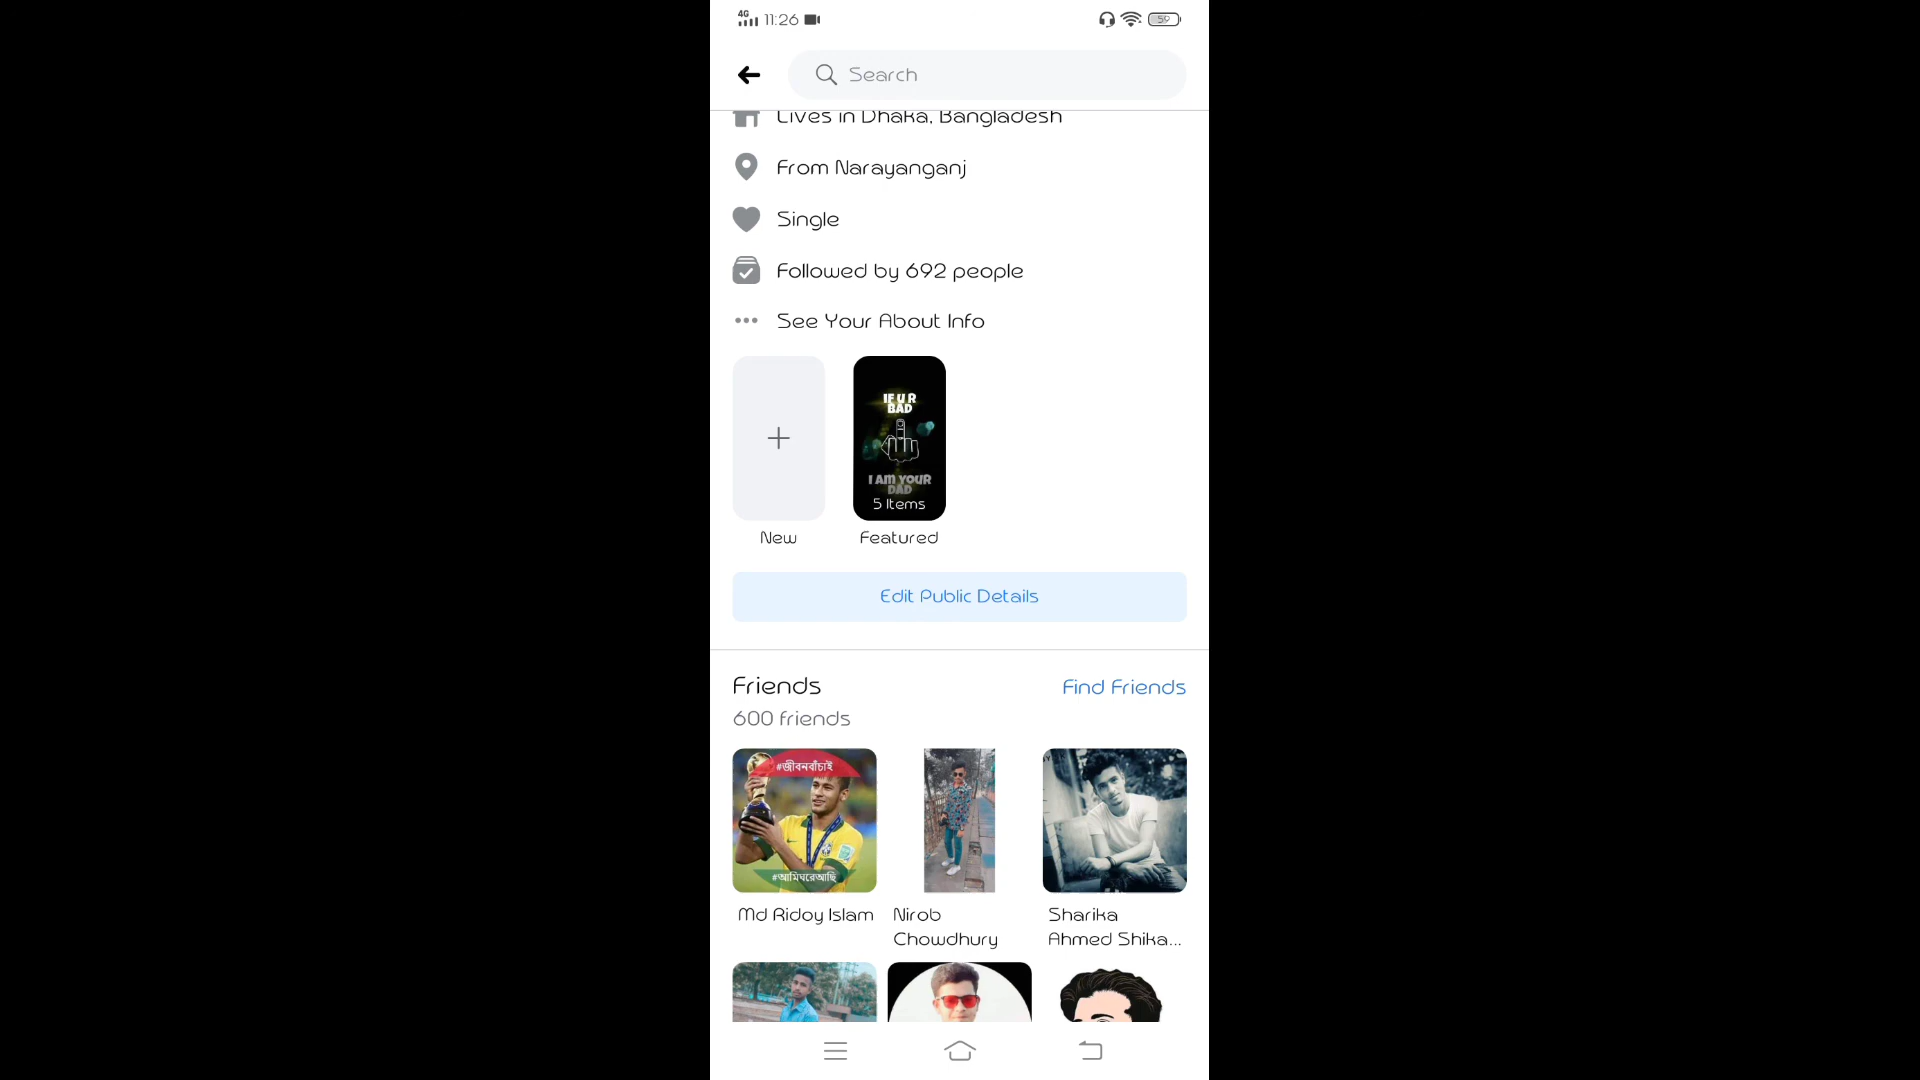 4G 11:26 59
Search
Lives in Dhaka, Bangladesh
From Narayanganj
Single
Followed by 692 people
See Your About Info
IF U R
BAD
I AM YOUR
DAD
5 Items
New
Featured
Edit Public Details
Friends
Find Friends
600 friends
#জীবনবাঁচাই
#আমিঘরেআছি
Md Ridoy Islam
Nirob
Chowdhury
Sharika
Ahmed Shika...